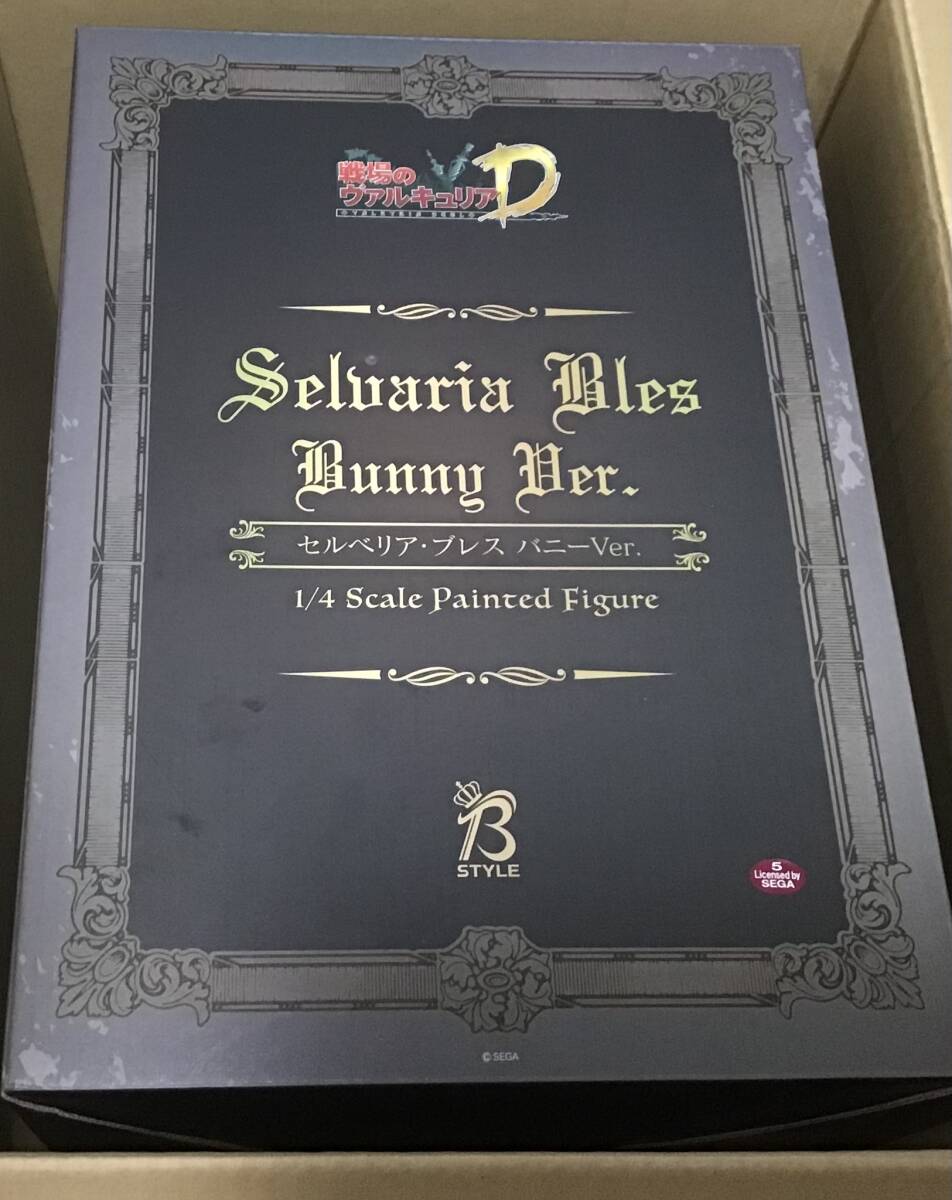 戦場の
ヴァルキュリア D
Selvaria Bles
Bunny Ver.
セルベリア・ブレス バニーVer.
1/4 Scale Painted Figure
B
STYLE
5
Licensed by
SEGA
© SEGA